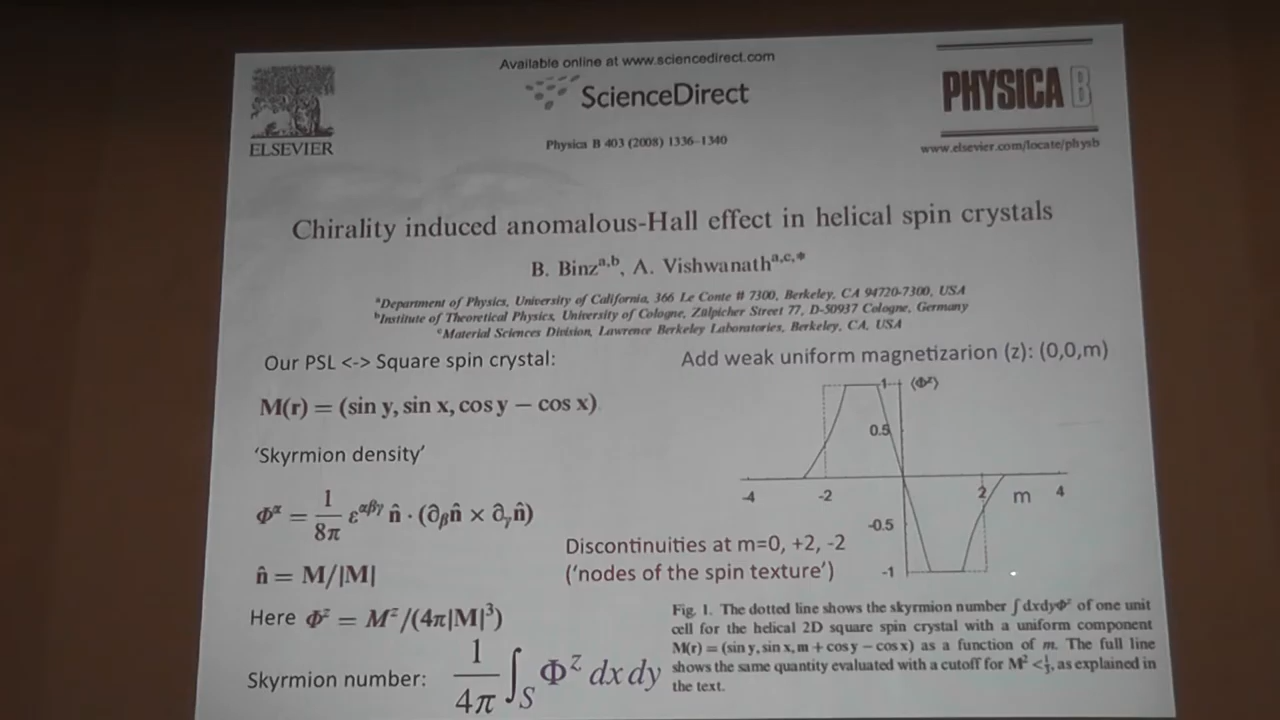 Available online at www.sciencedirect.com
ScienceDirect
ELSEVIER
Physica B 403 (2008) 1336–1340
PHYSICA B
www.elsevier.com/locate/physb
Chirality induced anomalous-Hall effect in helical spin crystals
B. Binz^a,b, A. Vishwanath^a,c,*
^aDepartment of Physics, University of California, 366 Le Conte # 7300, Berkeley, CA 94720-7300, USA
^bInstitute of Theoretical Physics, University of Cologne, Zülpicher Street 77, D-50937 Cologne, Germany
^cMaterial Sciences Division, Lawrence Berkeley Laboratories, Berkeley, CA, USA
Our PSL <-> Square spin crystal:
M(r) = (sin y, sin x, cos y − cos x)
'Skyrmion density'
Φ^α = 1/8π ε^αβγ n̂ · (∂_β n̂ × ∂_γ n̂)
n̂ = M/|M|
Here Φ^z = M^z/(4π|M|^3)
Skyrmion number: 1/4π ∫_S Φ^z dx dy
Add weak uniform magnetizarion (z): (0,0,m)
1 ⟨Φ^z⟩
0.5
-4 -2 2 m 4
-0.5
-1
Discontinuities at m=0, +2, -2
('nodes of the spin texture')
Fig. 1. The dotted line shows the skyrmion number ∫ dxdyΦ^z of one unit
cell for the helical 2D square spin crystal with a uniform component
M(r) = (sin y, sin x, m + cos y − cos x) as a function of m. The full line
shows the same quantity evaluated with a cutoff for M² < 1/3, as explained in
the text.